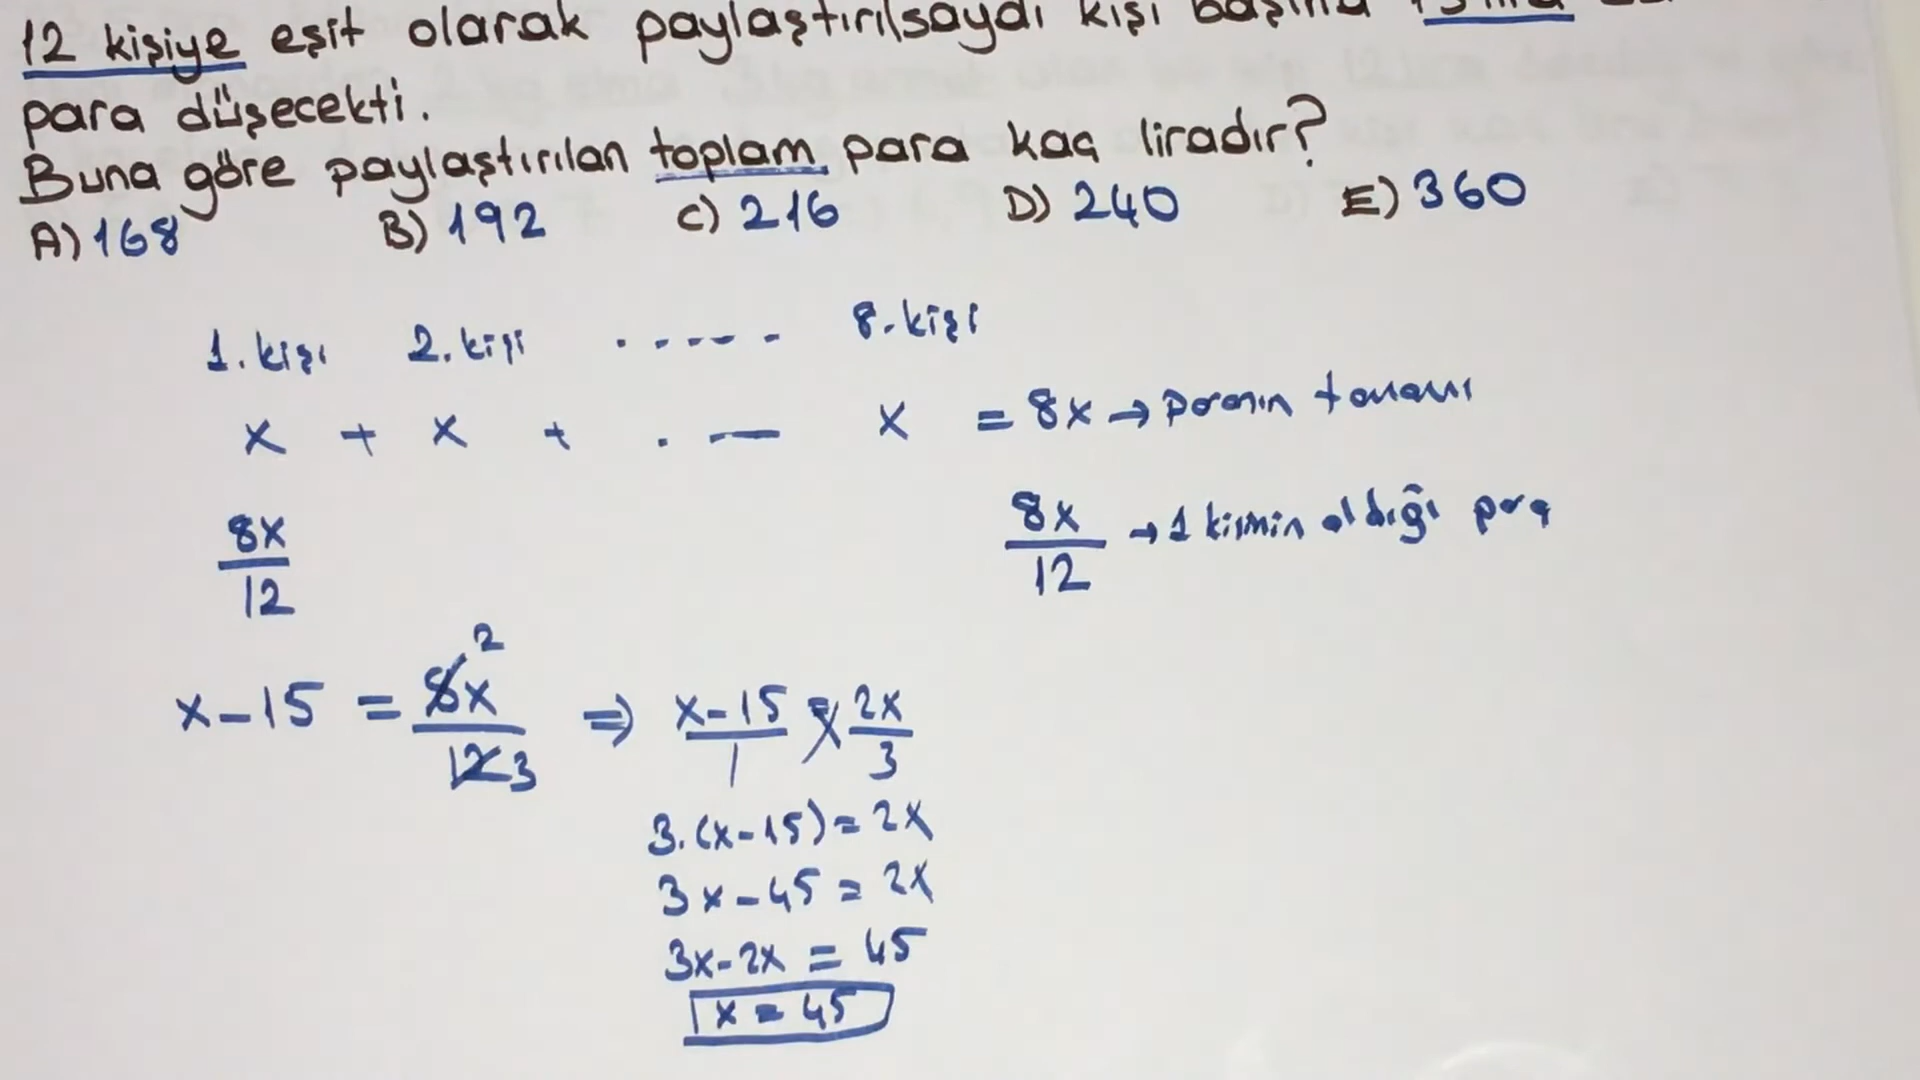 12 kişiye eşit olarak paylaştırılsaydı kişi başına
para düşecekti.
Buna göre paylaştırılan toplam para kaç liradır?
A) 168 B) 192 C) 216 D) 240 E) 360
1. kişi 2. kişi ..... 8. kişi
x + x + . — x = 8x → paranın tamamı
8x/12 8x/12 → 1 kişinin aldığı para
x - 15 = 8x/12 2 3 ⇒ x-15/1 = 2x/3
3.(x-15) = 2x
3x - 45 = 2x
3x - 2x = 45
x = 45